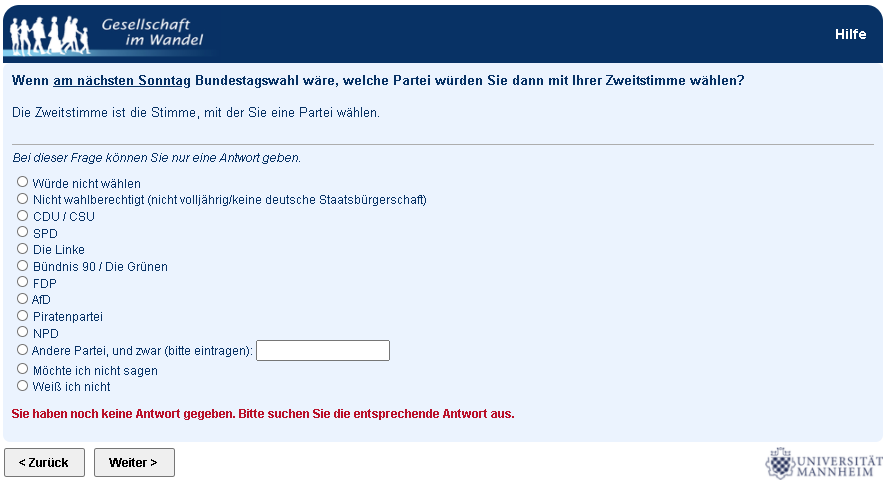 Gesellschaft
im Wandel
Hilfe
Wenn am nächsten Sonntag Bundestagswahl wäre, welche Partei würden Sie dann mit Ihrer Zweitstimme wählen?
Die Zweitstimme ist die Stimme, mit der Sie eine Partei wählen.
Bei dieser Frage können Sie nur eine Antwort geben.
Würde nicht wählen
Nicht wahlberechtigt (nicht volljährig/keine deutsche Staatsbürgerschaft)
CDU / CSU
SPD
Die Linke
Bündnis 90 / Die Grünen
FDP
AfD
Piratenpartei
NPD
Andere Partei, und zwar (bitte eintragen):
Möchte ich nicht sagen
Weiß ich nicht
Sie haben noch keine Antwort gegeben. Bitte suchen Sie die entsprechende Antwort aus.
< Zurück
Weiter >
UNIVERSITÄT
MANNHEIM